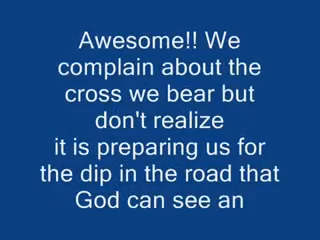 Awesome!! We
complain about the
cross we bear but
don't realize
it is preparing us for
the dip in the road that
God can see an